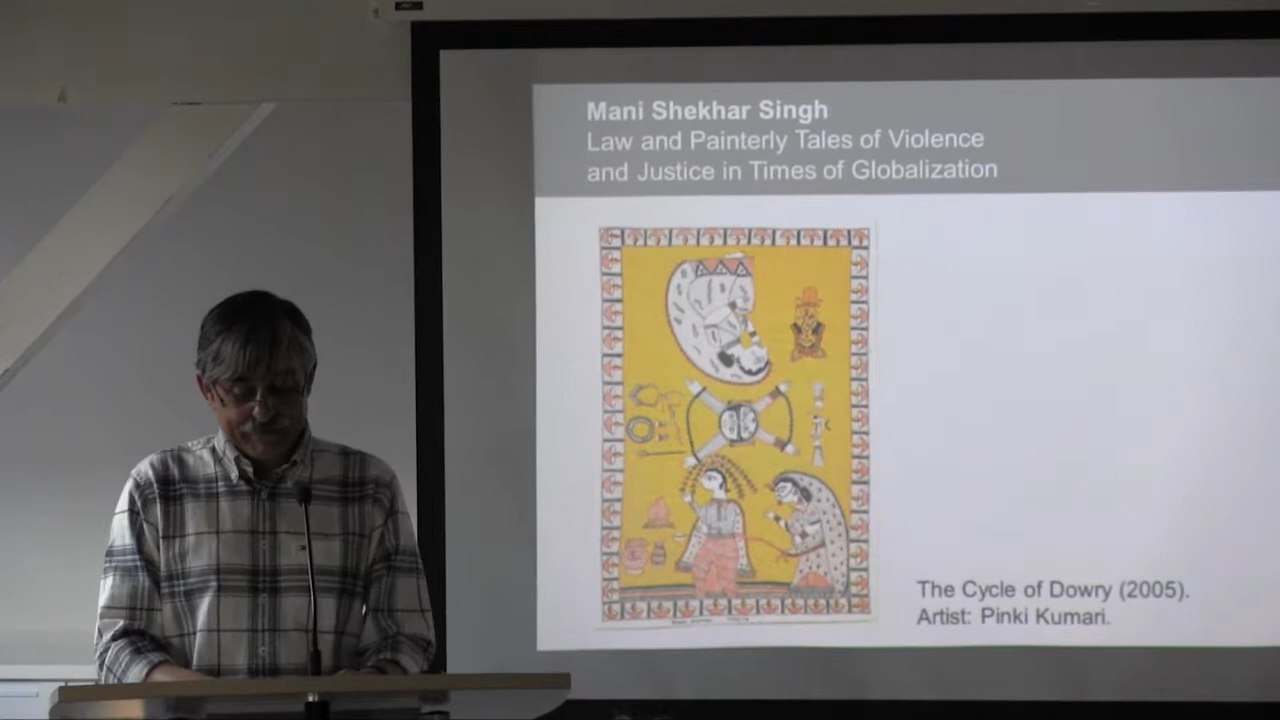 Mani Shekhar Singh
Law and Painterly Tales of Violence
and Justice in Times of Globalization
The Cycle of Dowry (2005).
Artist: Pinki Kumari.